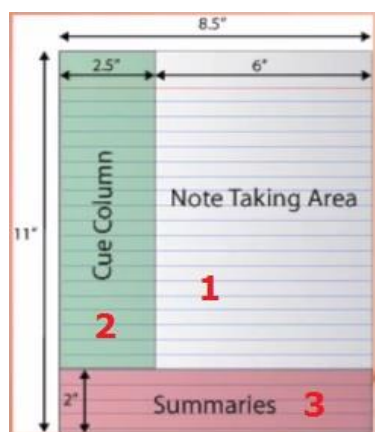 8.5"
2.5" 6"
Cue Column
Note Taking Area
11"
1
2
2"
Summaries 3